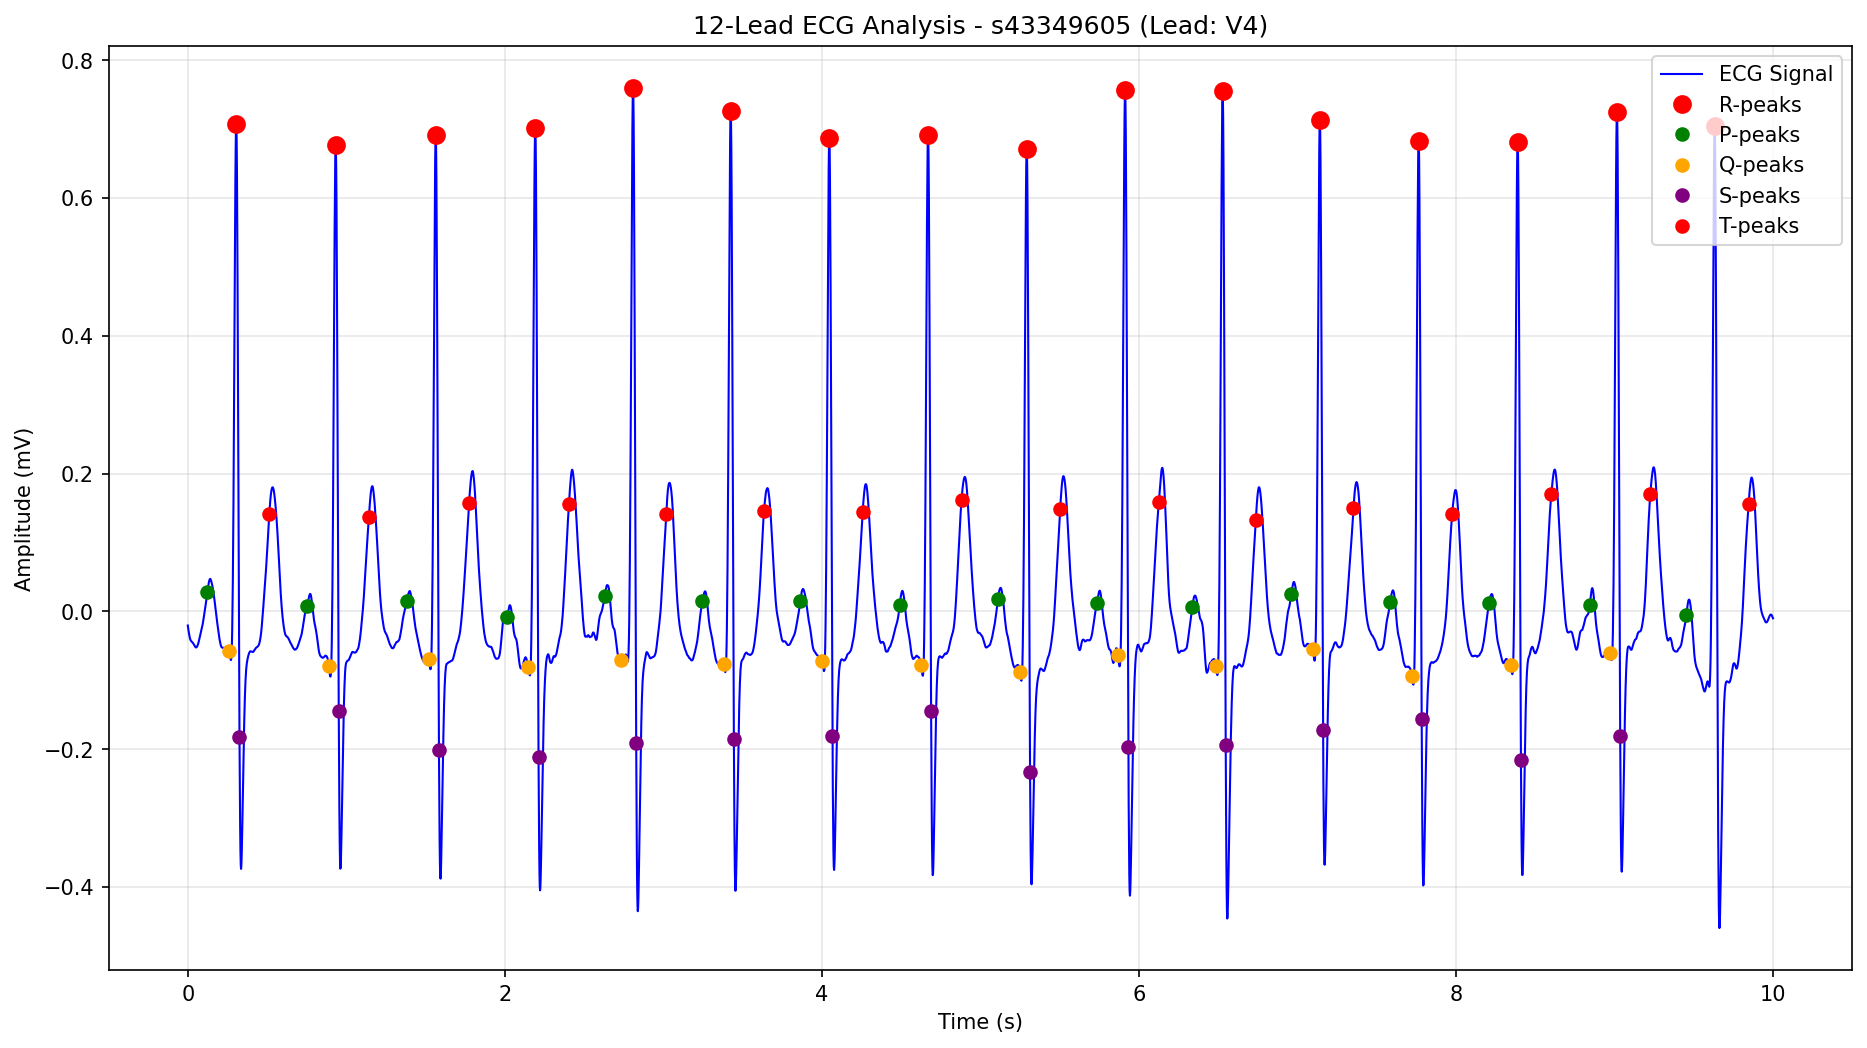 12-Lead ECG Analysis - s43349605 (Lead: V4)
ECG Signal
R-peaks
P-peaks
Q-peaks
S-peaks
T-peaks
Amplitude (mV)
0.8
0.6
0.4
0.2
0.0
−0.2
−0.4
0 2 4 6 8 10
Time (s)